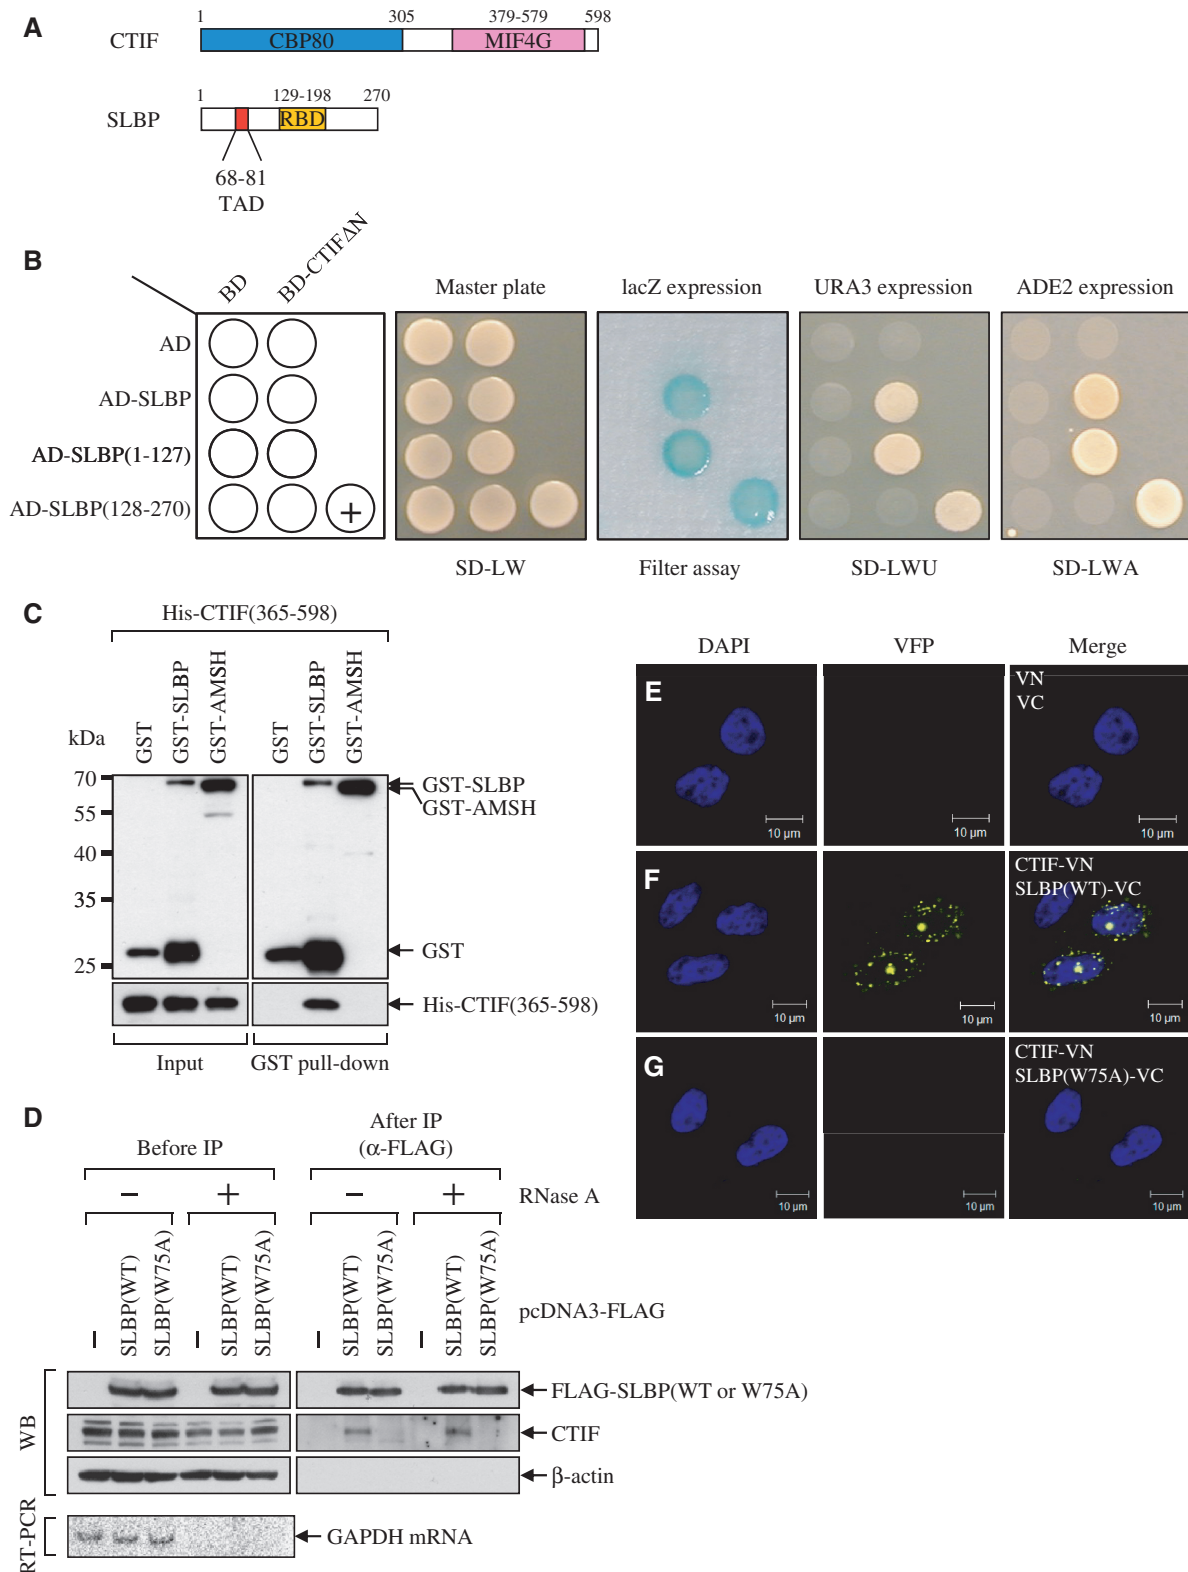 A
1 305 379-579 598
CTIF CBP80 MIF4G
1 129-198 270
SLBP RBD
68-81
TAD
B
BD BD-CTIFΔN
Master plate lacZ expression URA3 expression ADE2 expression
AD
AD-SLBP
AD-SLBP(1-127)
AD-SLBP(128-270) +
SD-LW Filter assay SD-LWU SD-LWA
C
His-CTIF(365-598)
GST GST-SLBP GST-AMSH GST GST-SLBP GST-AMSH
kDa
70
55
40
35
25
GST-SLBP
GST-AMSH
GST
His-CTIF(365-598)
Input GST pull-down
D
Before IP After IP
(α-FLAG)
− + − + RNase A
– SLBP(WT) SLBP(W75A) – SLBP(WT) SLBP(W75A) – SLBP(WT) SLBP(W75A) – SLBP(WT) SLBP(W75A)
pcDNA3-FLAG
WB
FLAG-SLBP(WT or W75A)
CTIF
β-actin
RT-PCR
GAPDH mRNA
DAPI VFP Merge
E
VN
VC
10 µm 10 µm 10 µm
F
CTIF-VN
SLBP(WT)-VC
10 µm 10 µm 10 µm
G
CTIF-VN
SLBP(W75A)-VC
10 µm 10 µm 10 µm